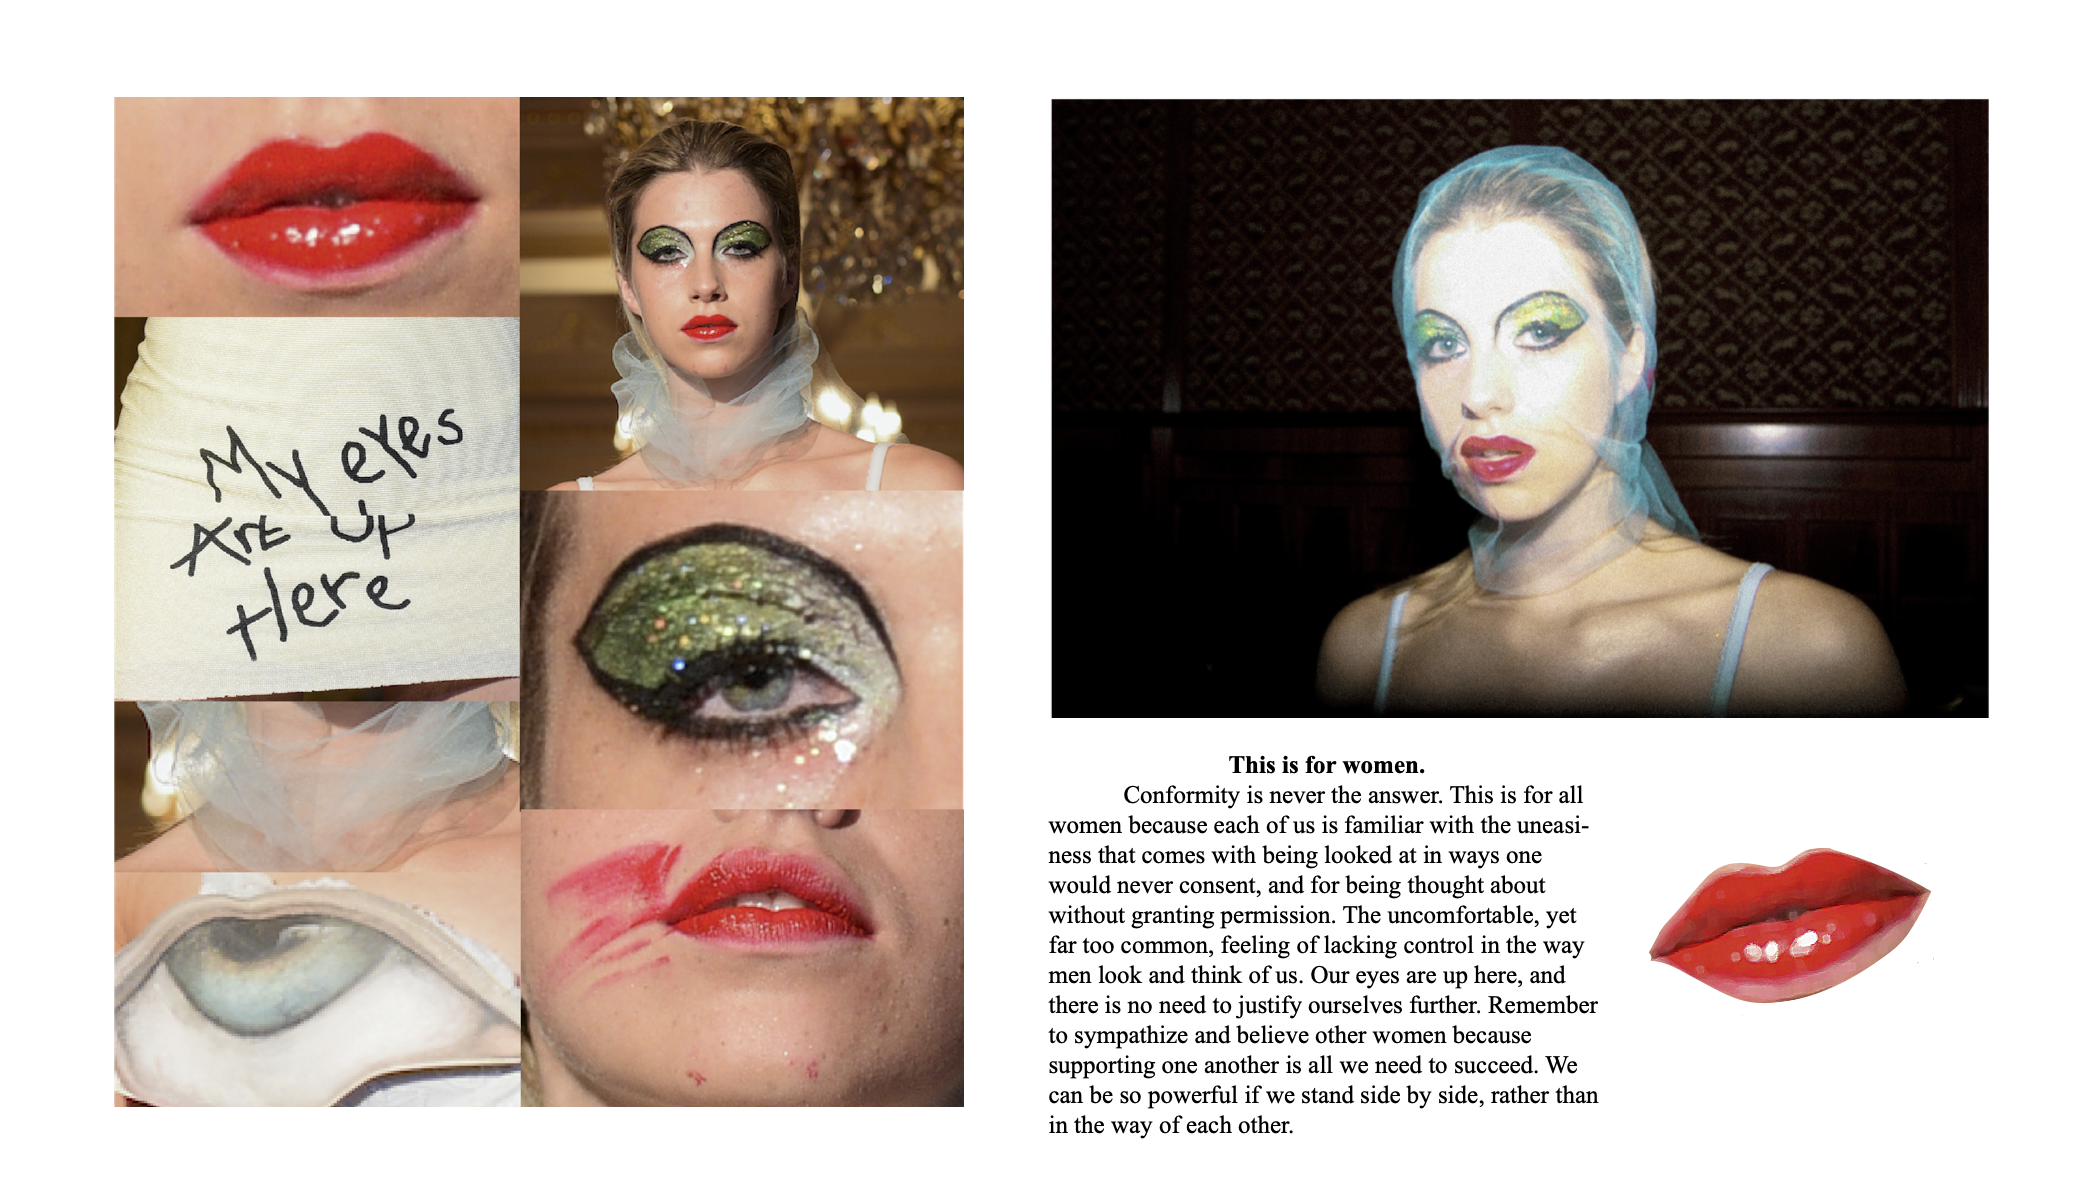 My eyes
Are Up
Here
This is for women.
Conformity is never the answer. This is for all
women because each of us is familiar with the uneasi-
ness that comes with being looked at in ways one
would never consent, and for being thought about
without granting permission. The uncomfortable, yet
far too common, feeling of lacking control in the way
men look and think of us. Our eyes are up here, and
there is no need to justify ourselves further. Remember
to sympathize and believe other women because
supporting one another is all we need to succeed. We
can be so powerful if we stand side by side, rather than
in the way of each other.